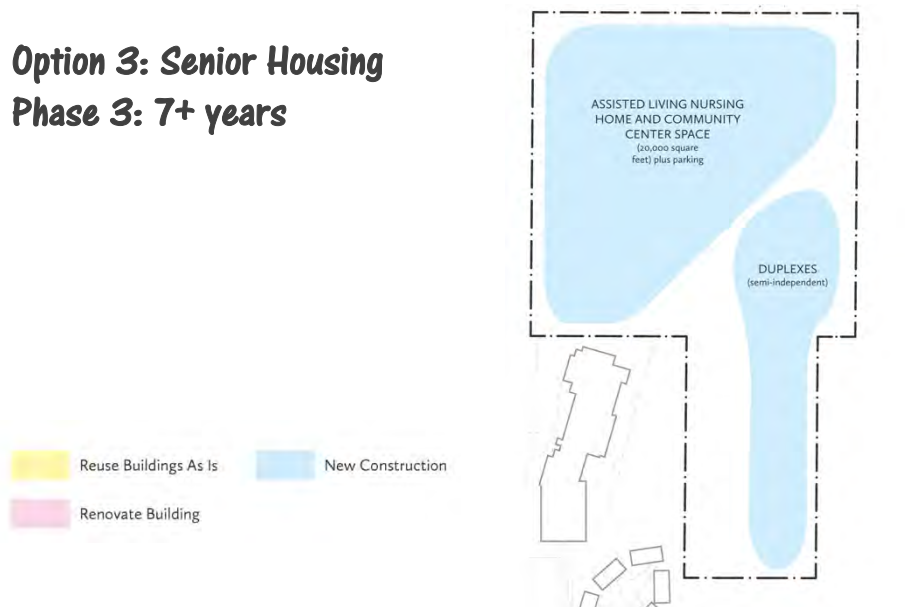 Option 3: Senior Housing
Phase 3: 7+ years
ASSISTED LIVING NURSING
HOME AND COMMUNITY
CENTER SPACE
(20,000 square
feet) plus parking
DUPLEXES
(semi-independent)
Reuse Buildings As Is
New Construction
Renovate Building